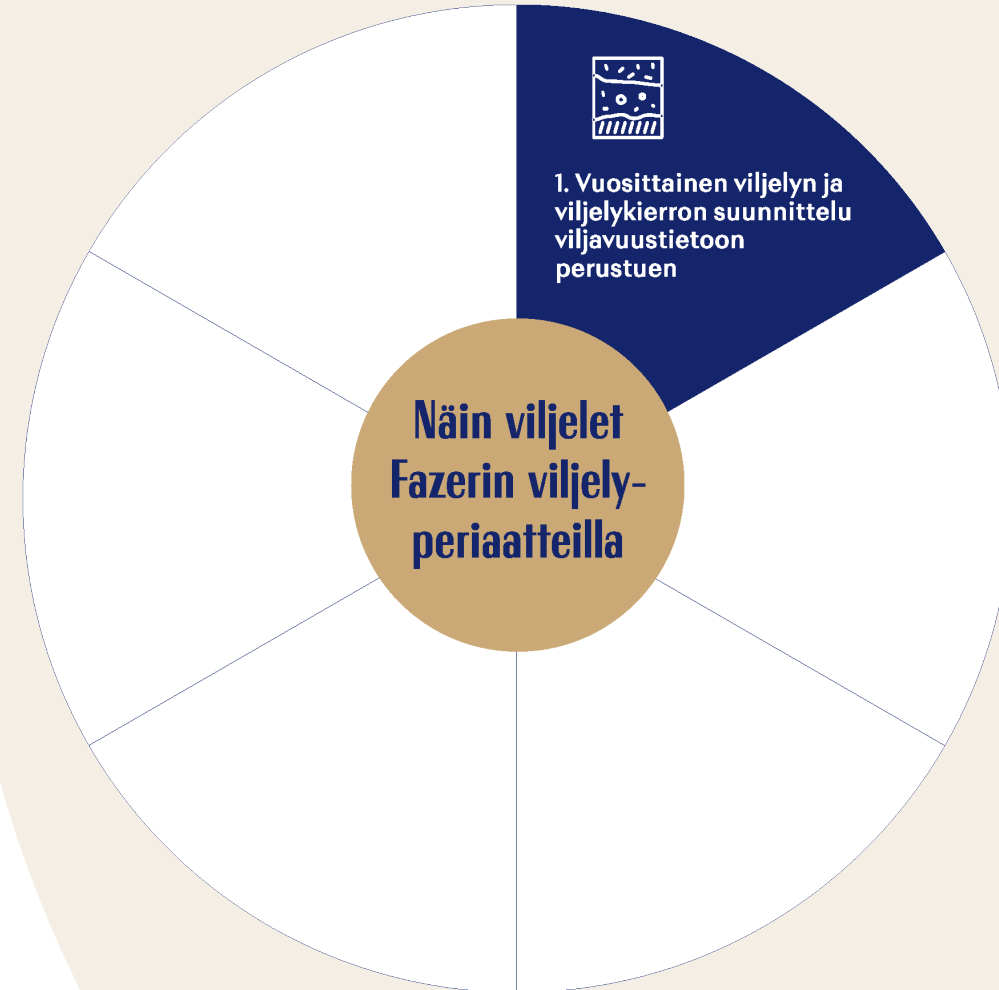 1. Vuosittainen viljelyn ja
viljelykierron suunnittelu
viljavuustietoon
perustuen
Näin viljelet
Fazerin viljely-
periaatteilla